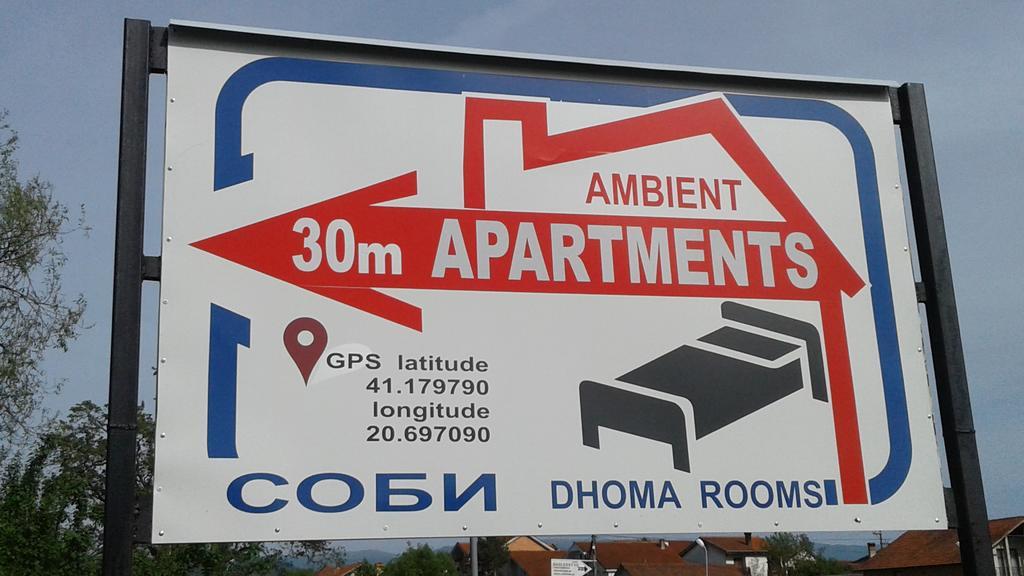 AMBIENT
30m APARTMENTS
GPS latitude
41.179790
longitude
20.697090
СОБИ DHOMA ROOMS